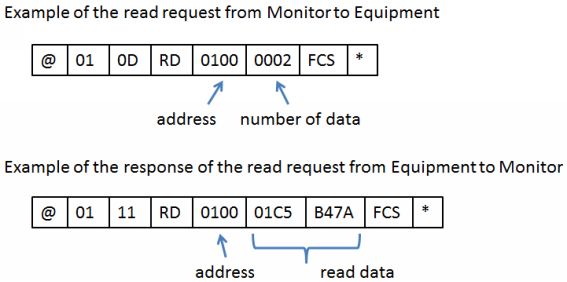 Example of the read request from Monitor to Equipment
@ 01 0D RD 0100 0002 FCS *
address number of data
Example of the response of the read request from Equipment to Monitor
@ 01 11 RD 0100 01C5 B47A FCS *
address read data